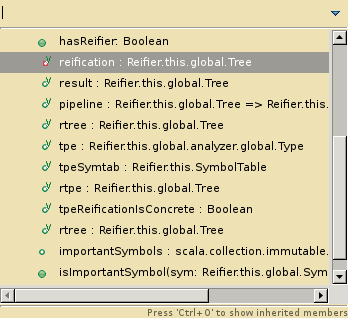 hasReifier: Boolean
reification : Reifier.this.global.Tree
result : Reifier.this.global.Tree
pipeline : Reifier.this.global.Tree => Reifier.this.
rtree : Reifier.this.global.Tree
tpe : Reifier.this.global.analyzer.global.Type
tpeSymtab : Reifier.this.SymbolTable
rtpe : Reifier.this.global.Tree
tpeReificationIsConcrete : Boolean
rtree : Reifier.this.global.Tree
importantSymbols : scala.collection.immutable.
isImportantSymbol(sym: Reifier.this.global.Sym
Press 'Ctrl+O' to show inherited members